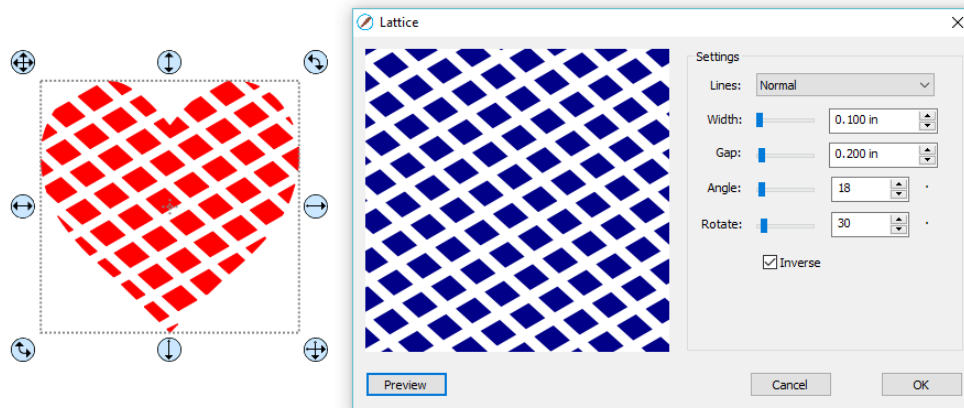 Lattice
Settings
Lines: Normal
Width: 0.100 in
Gap: 0.200 in
Angle: 18
Rotate: 30
Inverse
Preview Cancel OK